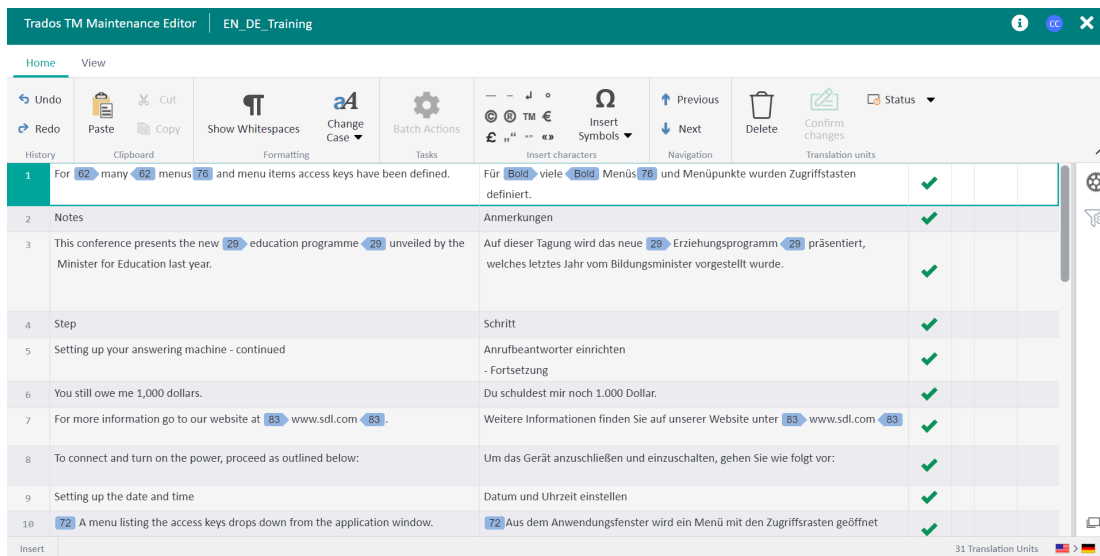 Trados TM Maintenance Editor EN_DE_Training CC
Home View
Undo Redo History
Paste Cut Copy Clipboard
Show Whitespaces Change Case Formatting
Batch Actions Tasks
— – ↲ °
© ® TM €
£ „“ “” «»
Ω Insert Symbols
Insert characters
Previous Next Navigation
Delete Confirm changes Status Translation units
1 For 62 many 62 menus 76 and menu items access keys have been defined.
Für Bold viele Bold Menüs 76 und Menüpunkte wurden Zugriffstasten
definiert.
2 Notes
Anmerkungen
3 This conference presents the new 29 education programme 29 unveiled by the
Minister for Education last year.
Auf dieser Tagung wird das neue 29 Erziehungsprogramm 29 präsentiert,
welches letztes Jahr vom Bildungsminister vorgestellt wurde.
4 Step
Schritt
5 Setting up your answering machine - continued
Anrufbeantworter einrichten
- Fortsetzung
6 You still owe me 1,000 dollars.
Du schuldest mir noch 1.000 Dollar.
7 For more information go to our website at 83 www.sdl.com 83 .
Weitere Informationen finden Sie auf unserer Website unter 83 www.sdl.com 83
8 To connect and turn on the power, proceed as outlined below:
Um das Gerät anzuschließen und einzuschalten, gehen Sie wie folgt vor:
9 Setting up the date and time
Datum und Uhrzeit einstellen
10 72 A menu listing the access keys drops down from the application window.
72 Aus dem Anwendungsfenster wird ein Menü mit den Zugriffsrasten geöffnet
Insert 31 Translation Units >